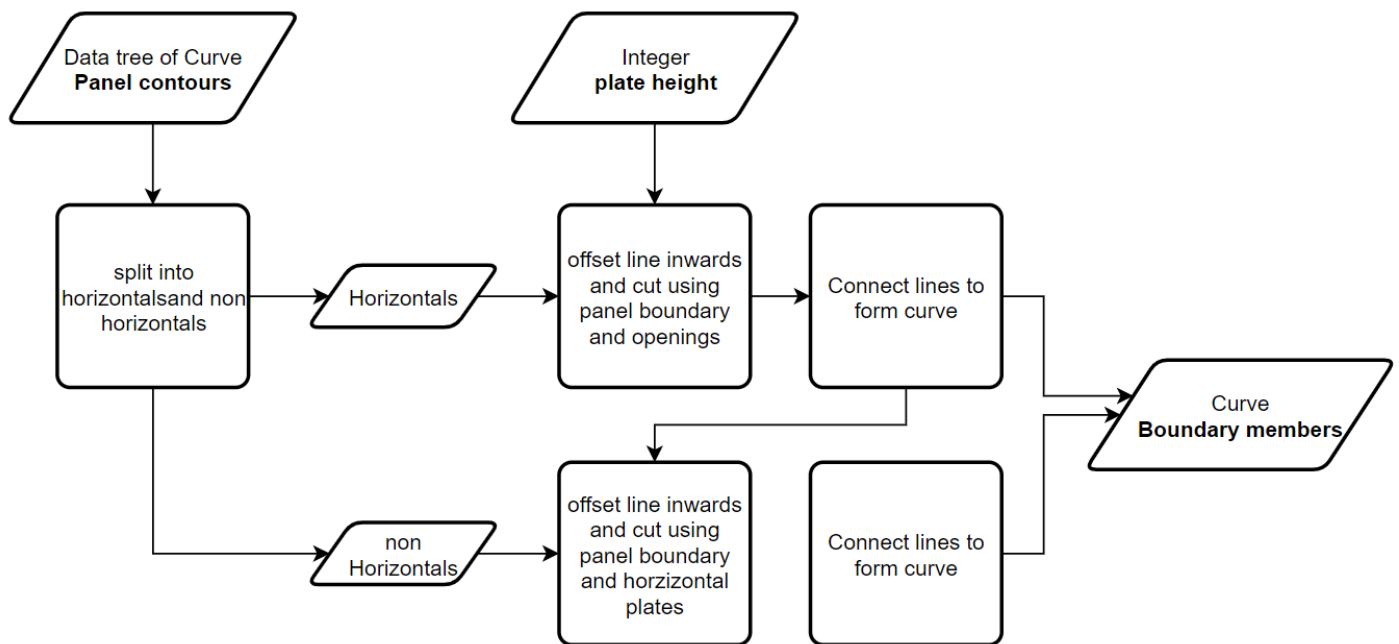 Data tree of Curve
Panel contours
Integer
plate height
split into
horizontalsand non
horizontals
Horizontals
offset line inwards
and cut using
panel boundary
and openings
Connect lines to
form curve
Curve
Boundary members
non
Horizontals
offset line inwards
and cut using
panel boundary
and horzizontal
plates
Connect lines to
form curve